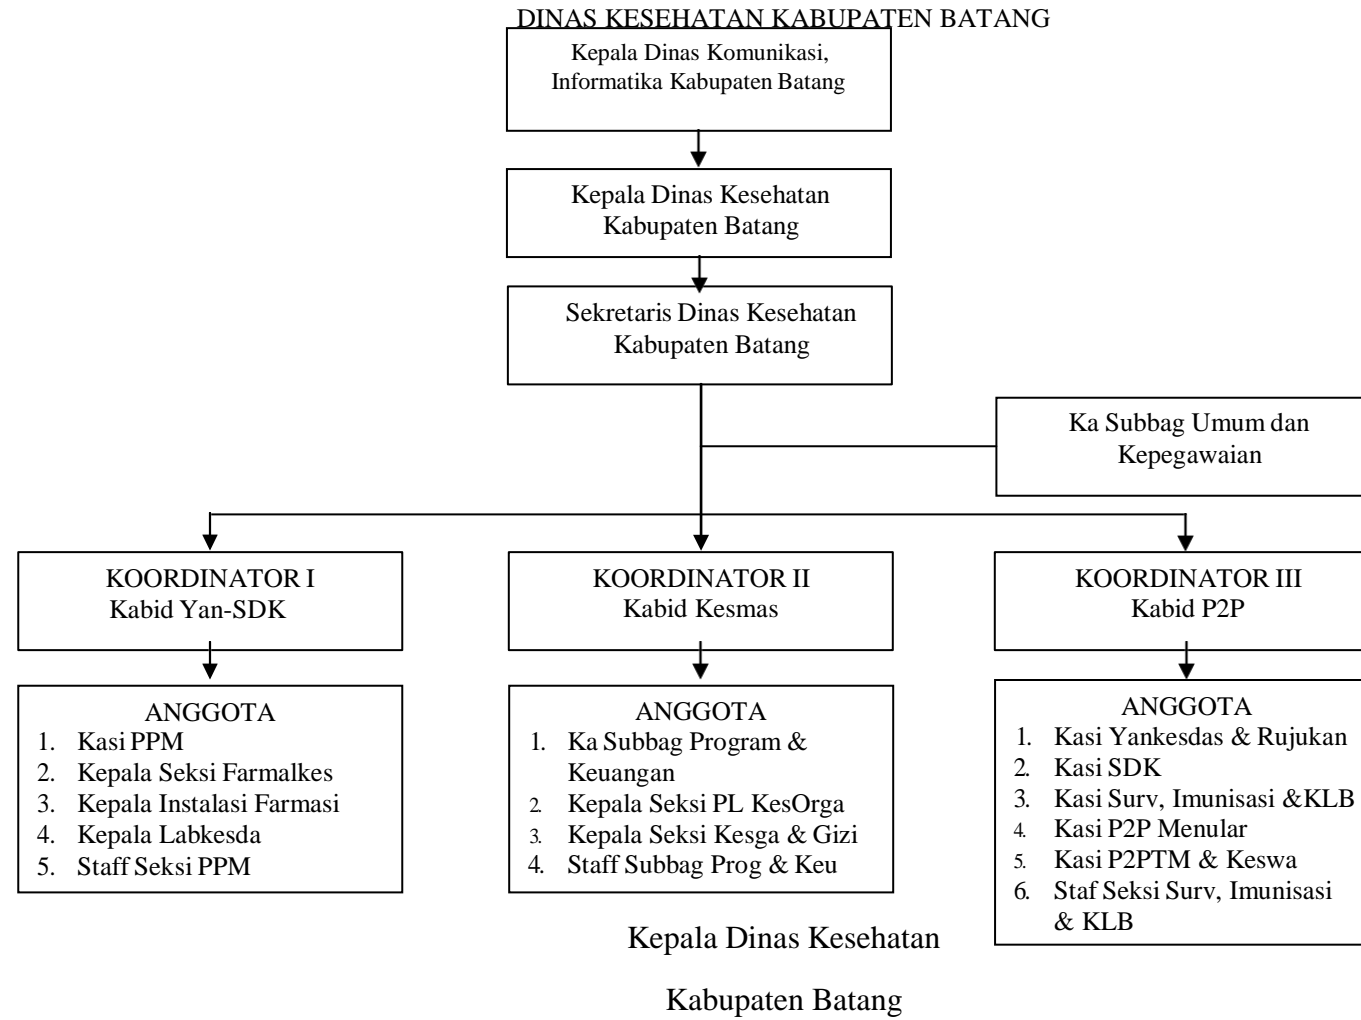 DINAS KESEHATAN KABUPATEN BATANG
Kepala Dinas Komunikasi,
Informatika Kabupaten Batang
Kepala Dinas Kesehatan
Kabupaten Batang
Sekretaris Dinas Kesehatan
Kabupaten Batang
Ka Subbag Umum dan
Kepegawaian
KOORDINATOR I
Kabid Yan-SDK
KOORDINATOR II
Kabid Kesmas
KOORDINATOR III
Kabid P2P
ANGGOTA
1. Kasi PPM
2. Kepala Seksi Farmalkes
3. Kepala Instalasi Farmasi
4. Kepala Labkesda
5. Staff Seksi PPM
ANGGOTA
1. Ka Subbag Program &
Keuangan
2. Kepala Seksi PL KesOrga
3. Kepala Seksi Kesga & Gizi
4. Staff Subbag Prog & Keu
ANGGOTA
1. Kasi Yankesdas & Rujukan
2. Kasi SDK
3. Kasi Surv, Imunisasi &KLB
4. Kasi P2P Menular
5. Kasi P2PTM & Keswa
6. Staf Seksi Surv, Imunisasi
& KLB
Kepala Dinas Kesehatan
Kabupaten Batang